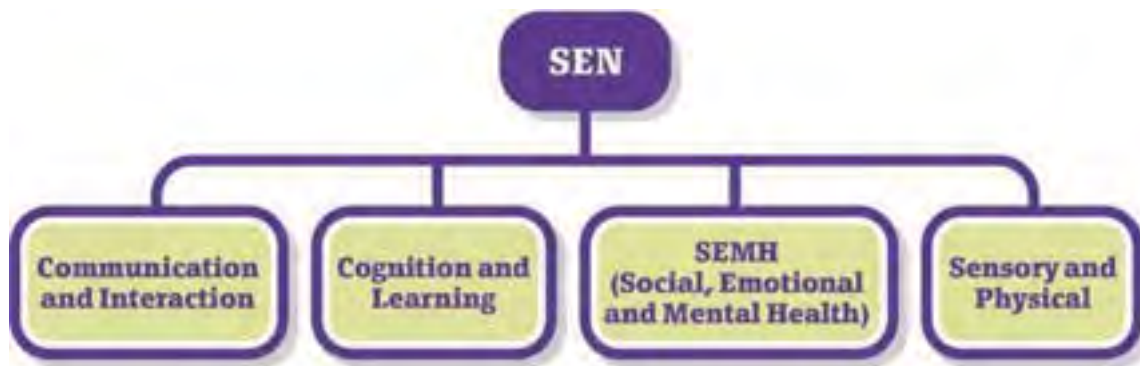 SEN
Communication
and Interaction
Cognition and
Learning
SEMH
(Social, Emotional
and Mental Health)
Sensory and
Physical